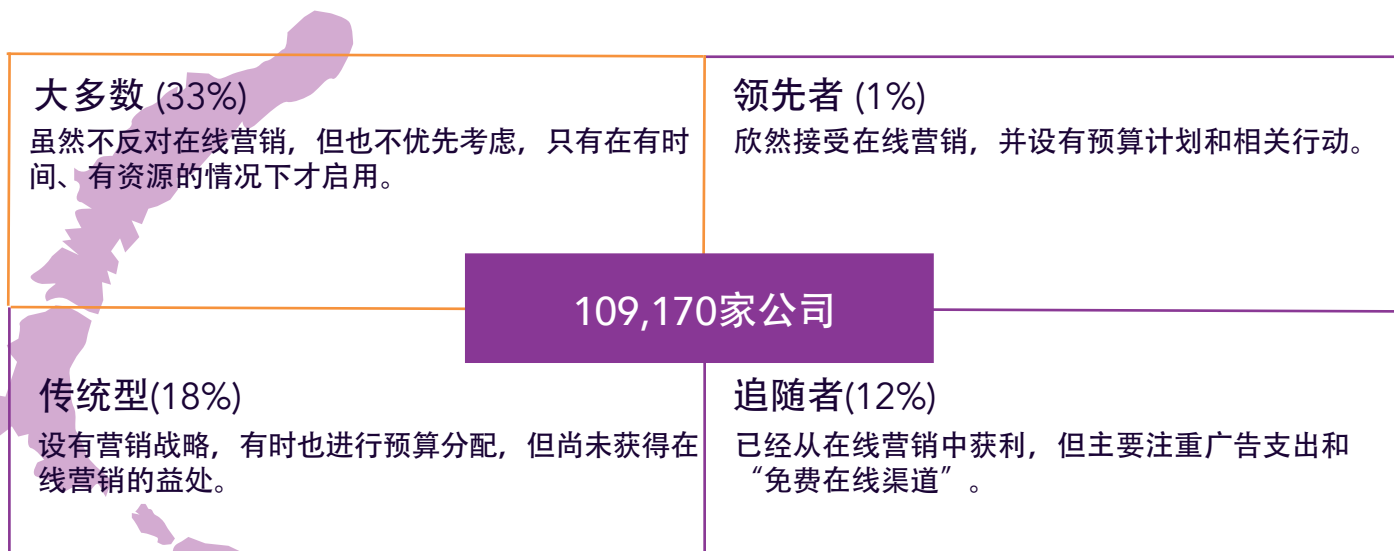 大多数 (33%)
虽然不反对在线营销，但也不优先考虑，只有在有时
间、有资源的情况下才启用。
领先者 (1%)
欣然接受在线营销，并设有预算计划和相关行动。
109,170家公司
传统型(18%)
设有营销战略，有时也进行预算分配，但尚未获得在
线营销的益处。
追随者(12%)
已经从在线营销中获利，但主要注重广告支出和
“免费在线渠道”。